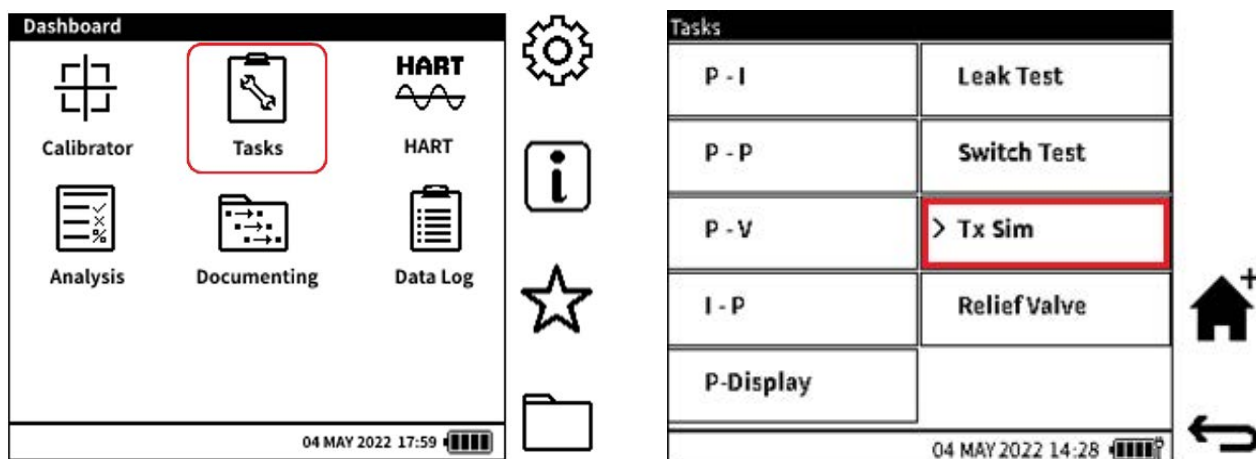 Dashboard
Calibrator
Tasks
HART
HART
Analysis
Documenting
Data Log
04 MAY 2022 17:59
Tasks
P - I
Leak Test
P - P
Switch Test
P - V
> Tx Sim
I - P
Relief Valve
P-Display
04 MAY 2022 14:28